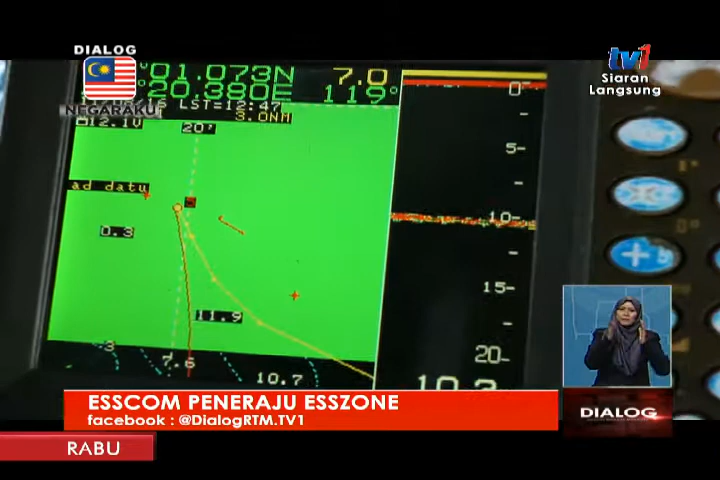 DIALOG
NEGARAKU
tv1
Siaran
Langsung
01.073N
20.380E
7.0
119°
LST=12:47
12.1V
3.0NM
20'
ad datu
0.3
11.9
3
7.6
10.7
0
5
10
15
20
10.3
ESSCOM PENERAJU ESSZONE
facebook : @DialogRTM.TV1
DIALOG
RABU